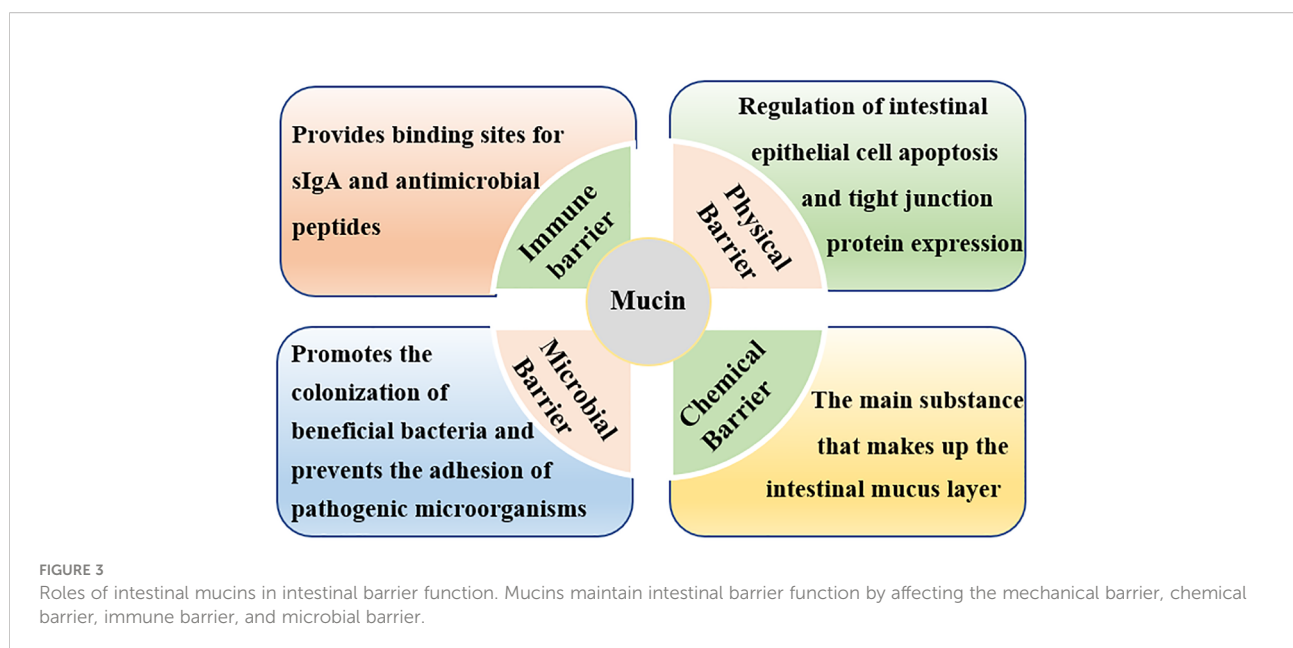 Provides binding sites for
sIgA and antimicrobial
peptides
Immune
barrier
Regulation of intestinal
epithelial cell apoptosis
and tight junction
protein expression
Physical
Barrier
Mucin
Promotes the
colonization of
beneficial bacteria and
prevents the adhesion of
pathogenic microorganisms
Microbial
Barrier
Chemical
Barrier
The main substance
that makes up the
intestinal mucus layer
FIGURE 3
Roles of intestinal mucins in intestinal barrier function. Mucins maintain intestinal barrier function by affecting the mechanical barrier, chemical
barrier, immune barrier, and microbial barrier.